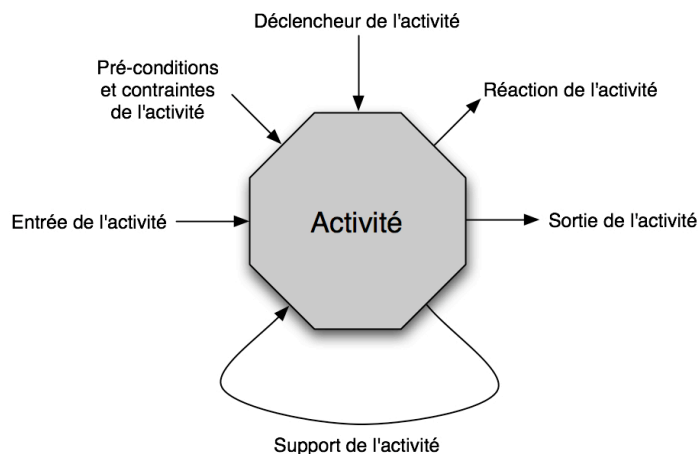 Déclencheur de l'activité
Pré-conditions
et contraintes
de l'activité
Réaction de l'activité
Entrée de l'activité
Activité
Sortie de l'activité
Support de l'activité